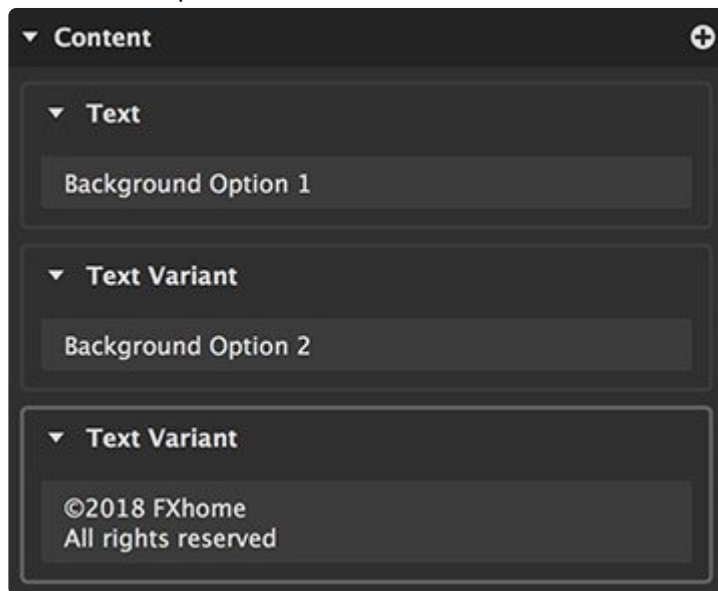 Content
Text
Background Option 1
Text Variant
Background Option 2
Text Variant
©2018 FXhome
All rights reserved